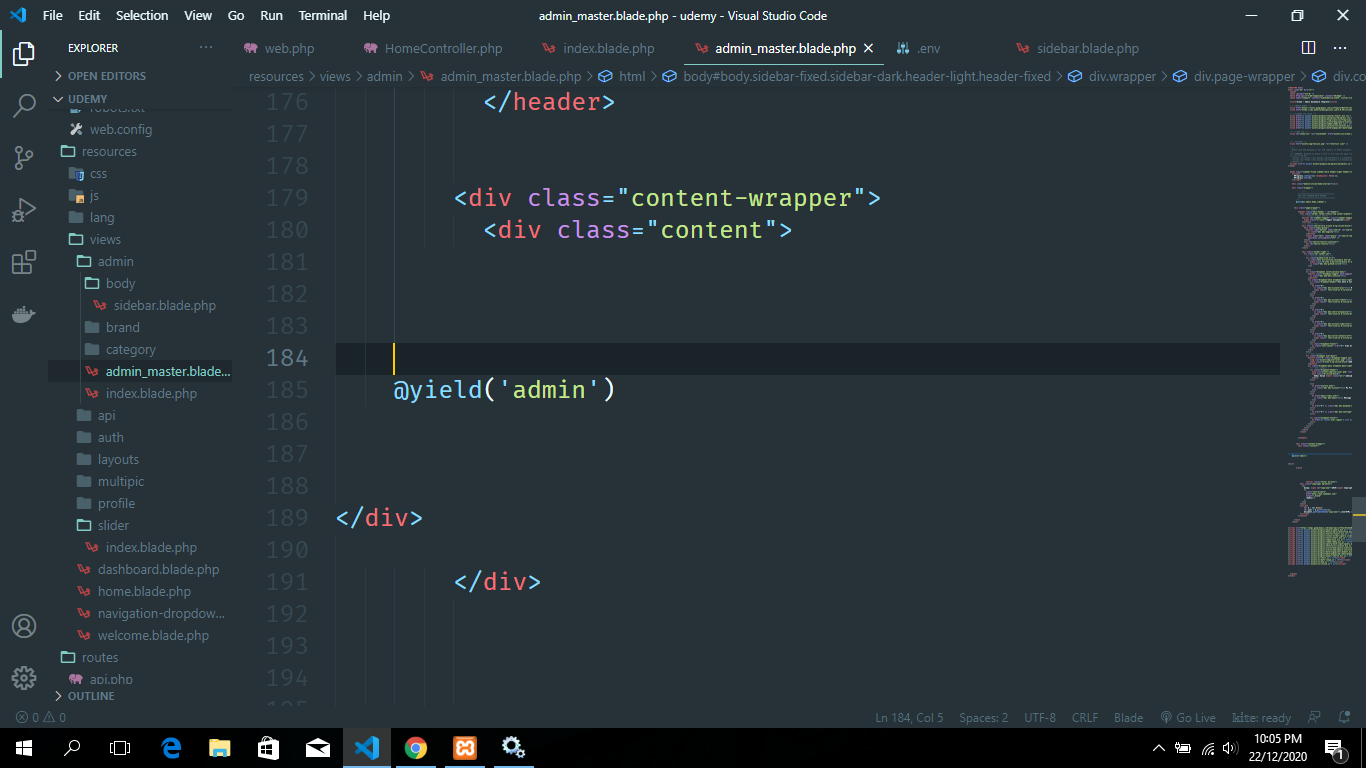 File Edit Selection View Go Run Terminal Help admin_master.blade.php - udemy - Visual Studio Code
EXPLORER ··· web.php HomeController.php index.blade.php admin_master.blade.php .env sidebar.blade.php
OPEN EDITORS
resources > views > admin > admin_master.blade.php > html > body#body.sidebar-fixed.sidebar-dark.header-light.header-fixed > div.wrapper > div.page-wrapper > div.co
UDEMY
robots.txt
web.config
resources
css
js
lang
views
admin
body
sidebar.blade.php
brand
category
admin_master.blade...
index.blade.php
api
auth
layouts
multipic
profile
slider
index.blade.php
dashboard.blade.php
home.blade.php
navigation-dropdow...
welcome.blade.php
routes
api.php
OUTLINE
176 </header>
177
178
179 <div class="content-wrapper">
180 <div class="content">
181
182
183
184
185 @yield('admin')
186
187
188
189 </div>
190
191 </div>
192
193
194
195
0 0 Ln 184, Col 5 Spaces: 2 UTF-8 CRLF Blade Go Live kite: ready
10:05 PM
22/12/2020
1